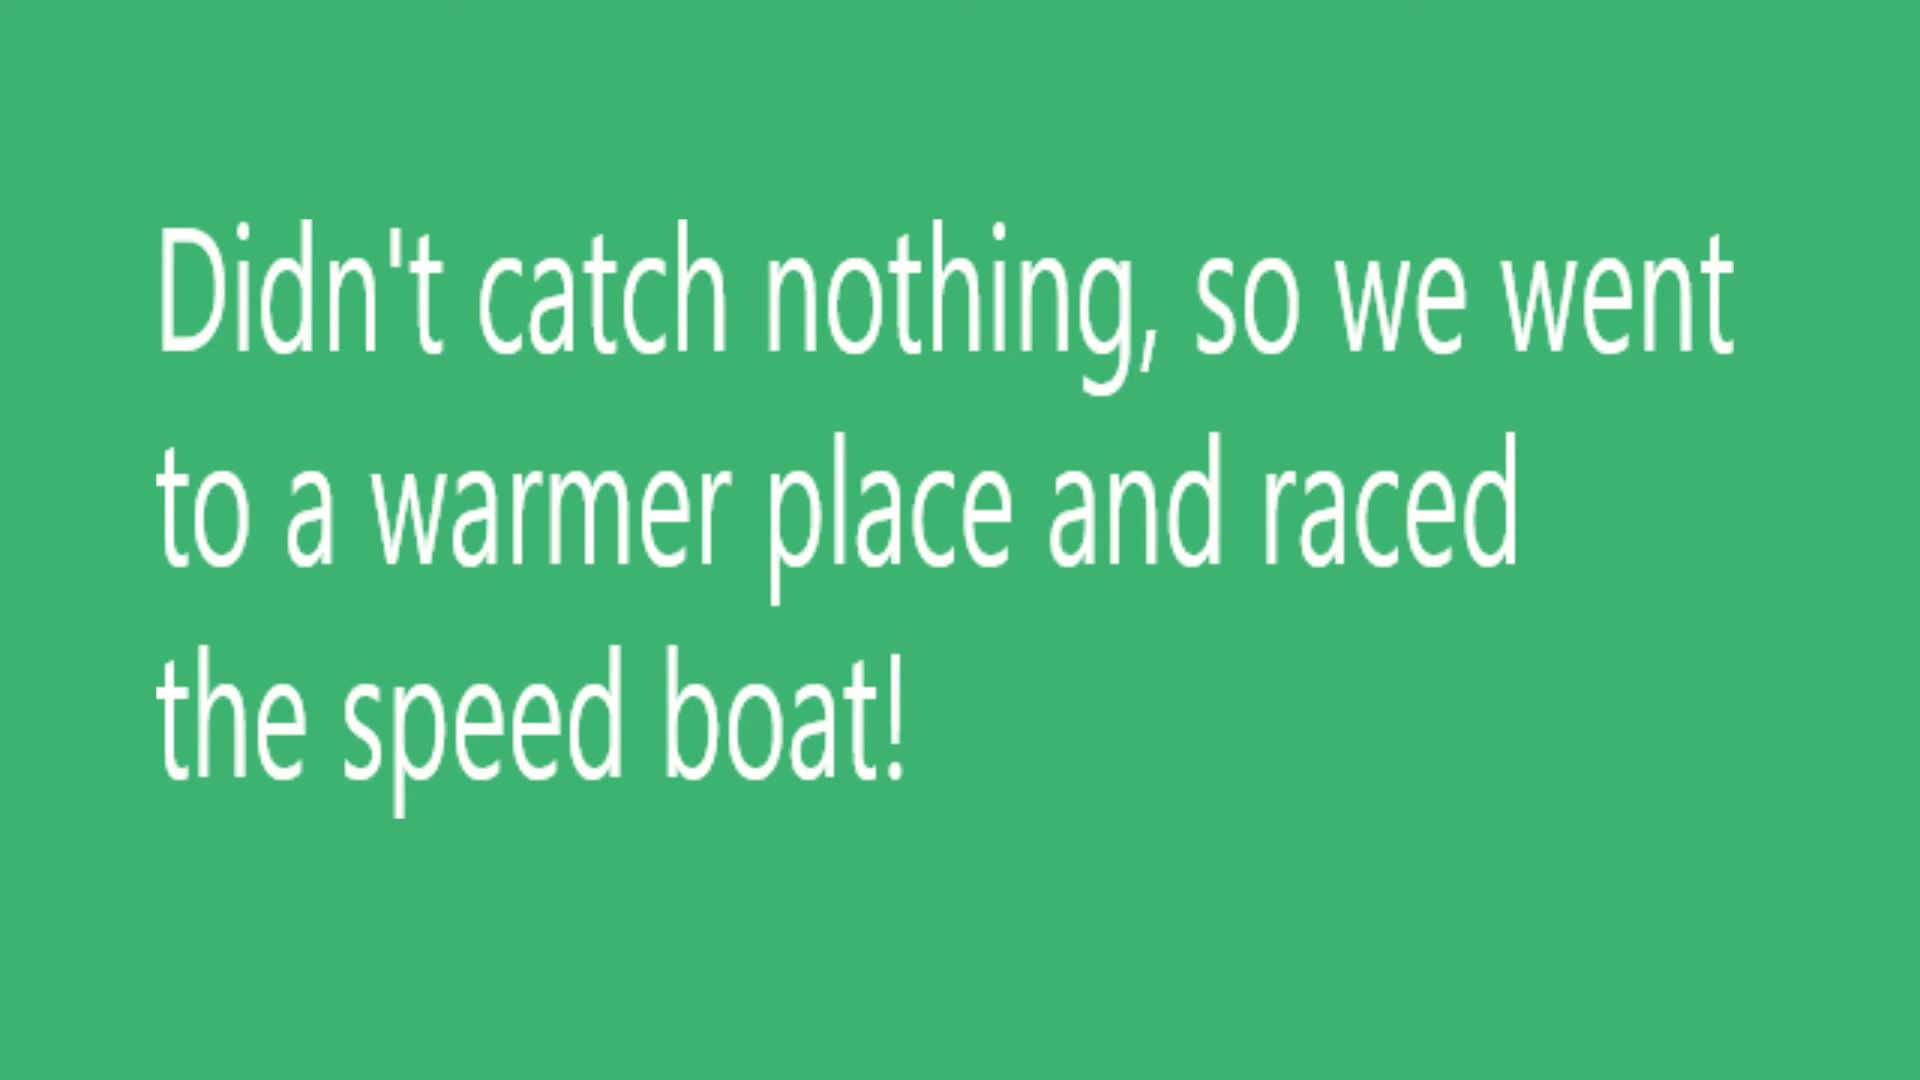 Didn't catch nothing, so we went
to a warmer place and raced
the speed boat!